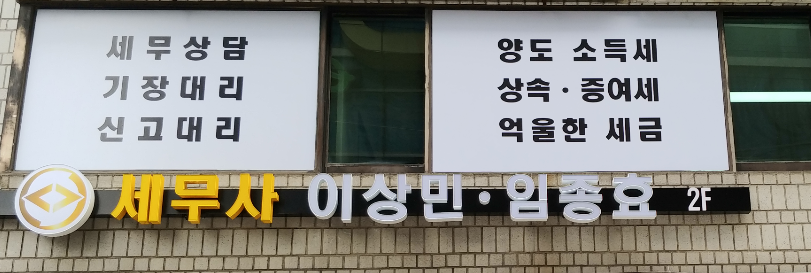 세무상담
기장대리
신고대리
양도 소득세
상속·증여세
억울한 세금
세무사 이상민·임종효 2F